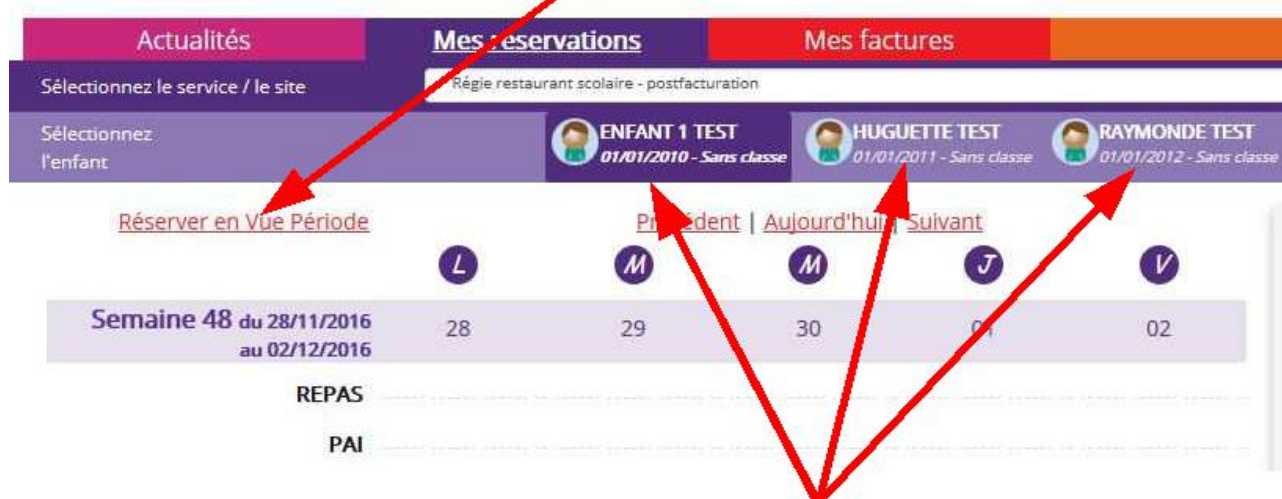 Actualités Mes réservations Mes factures
Sélectionnez le service / le site Régie restaurant scolaire - postfacturation
Sélectionnez
l'enfant
ENFANT 1 TEST
01/01/2010 - Sans classe
HUGUETTE TEST
01/01/2011 - Sans classe
RAYMONDE TEST
01/01/2012 - Sans classe
Réserver en Vue Période Précédent | Aujourd'hui | Suivant
L M M J V
Semaine 48 du 28/11/2016 28 29 30 01 02
au 02/12/2016
REPAS
PAI